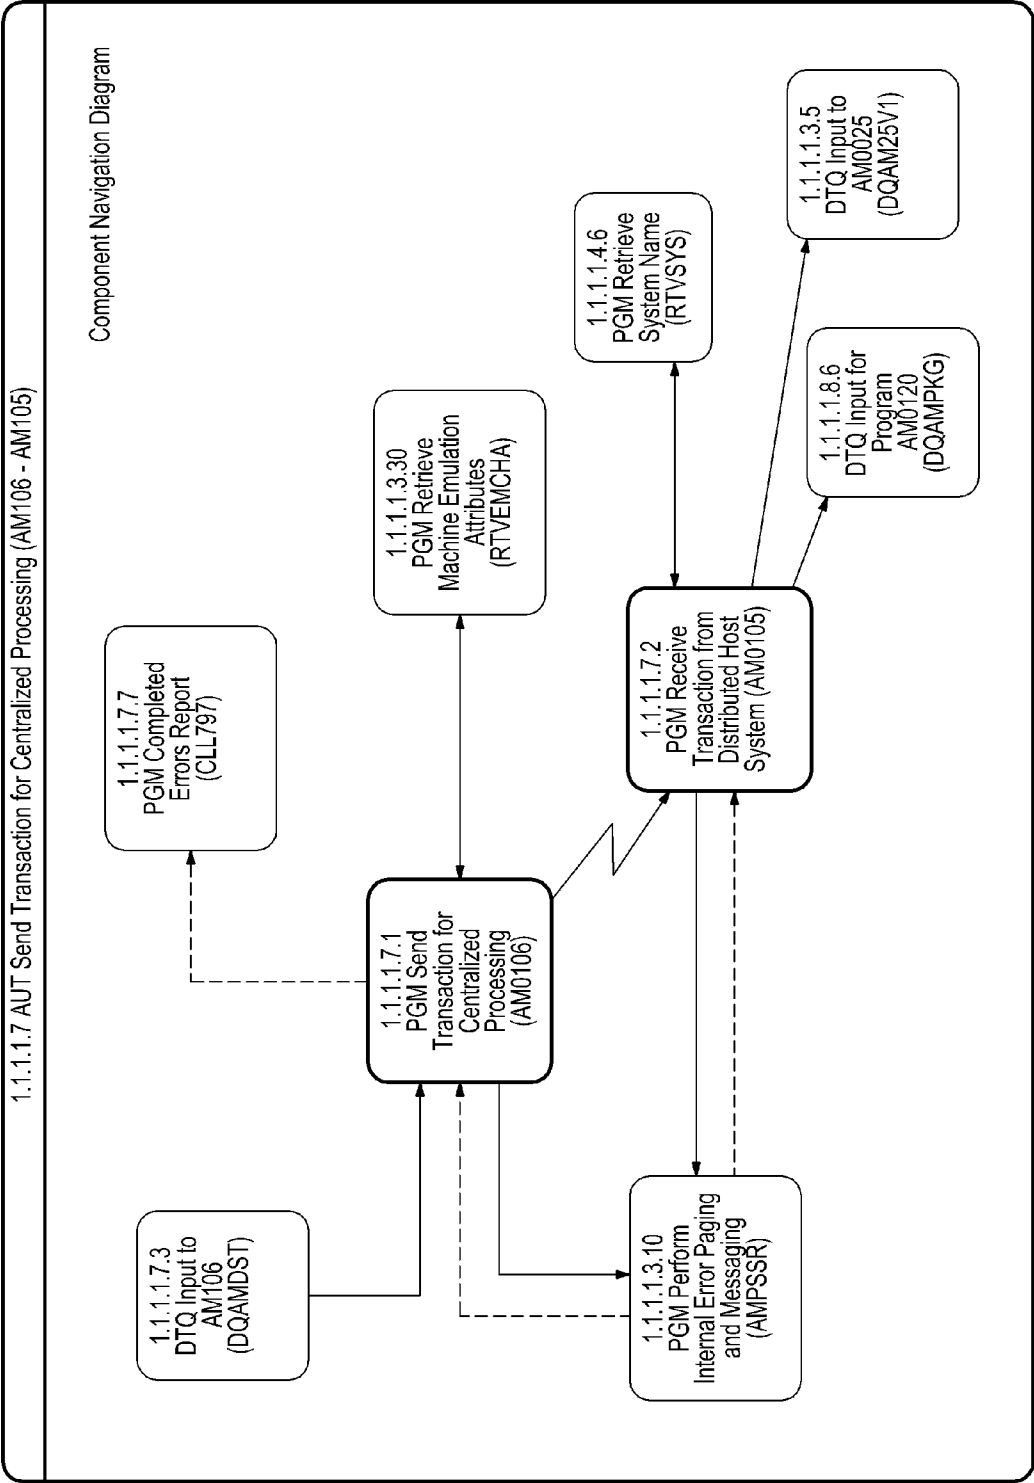 1.1.1.1.7 AUT Send Transaction for Centralized Processing (AM106 - AM105)
Component Navigation Diagram
1.1.1.1.7.3
DTQ Input to
AM106
(DQAMDST)
1.1.1.1.7.7
PGM Completed
Errors Report
(CLL797)
1.1.1.1.7.1
PGM Send
Transaction for
Centralized
Processing
(AM0106)
1.1.1.1.3.30
PGM Retrieve
Machine Emulation
Attributes
(RTVEMCHA)
1.1.1.1.4.6
PGM Retrieve
System Name
(RTVSYS)
1.1.1.1.3.10
PGM Perform
Internal Error Paging
and Messaging
(AMPSSR)
1.1.1.1.7.2
PGM Receive
Transaction from
Distributed Host
System (AM0105)
1.1.1.1.8.6
DTQ Input for
Program
AM0120
(DQAMPKG)
1.1.1.1.3.5
DTQ Input to
AM0025
(DQAM25V1)